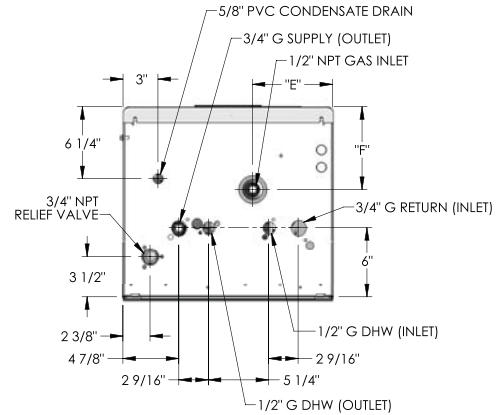 5/8" PVC CONDENSATE DRAIN
3/4" G SUPPLY (OUTLET)
1/2" NPT GAS INLET
3"
"E"
6 1/4"
"F"
3/4" NPT
RELIEF VALVE
3/4" G RETURN (INLET)
3 1/2"
6"
2 3/8"
1/2" G DHW (INLET)
4 7/8"
2 9/16"
2 9/16"
5 1/4"
1/2" G DHW (OUTLET)